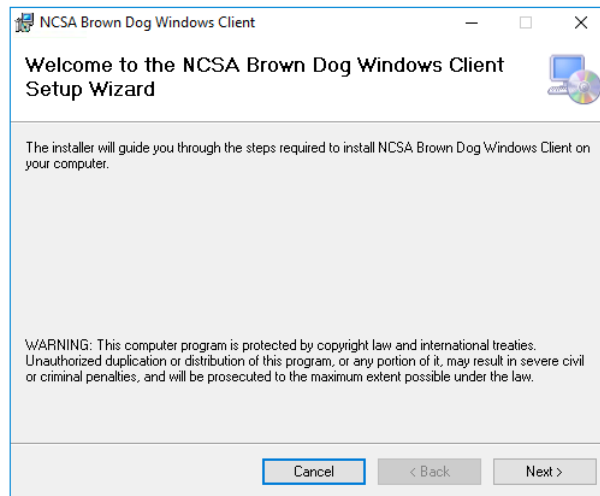 NCSA Brown Dog Windows Client
Welcome to the NCSA Brown Dog Windows Client
Setup Wizard
The installer will guide you through the steps required to install NCSA Brown Dog Windows Client on
your computer.
WARNING: This computer program is protected by copyright law and international treaties.
Unauthorized duplication or distribution of this program, or any portion of it, may result in severe civil
or criminal penalties, and will be prosecuted to the maximum extent possible under the law.
Cancel < Back Next >